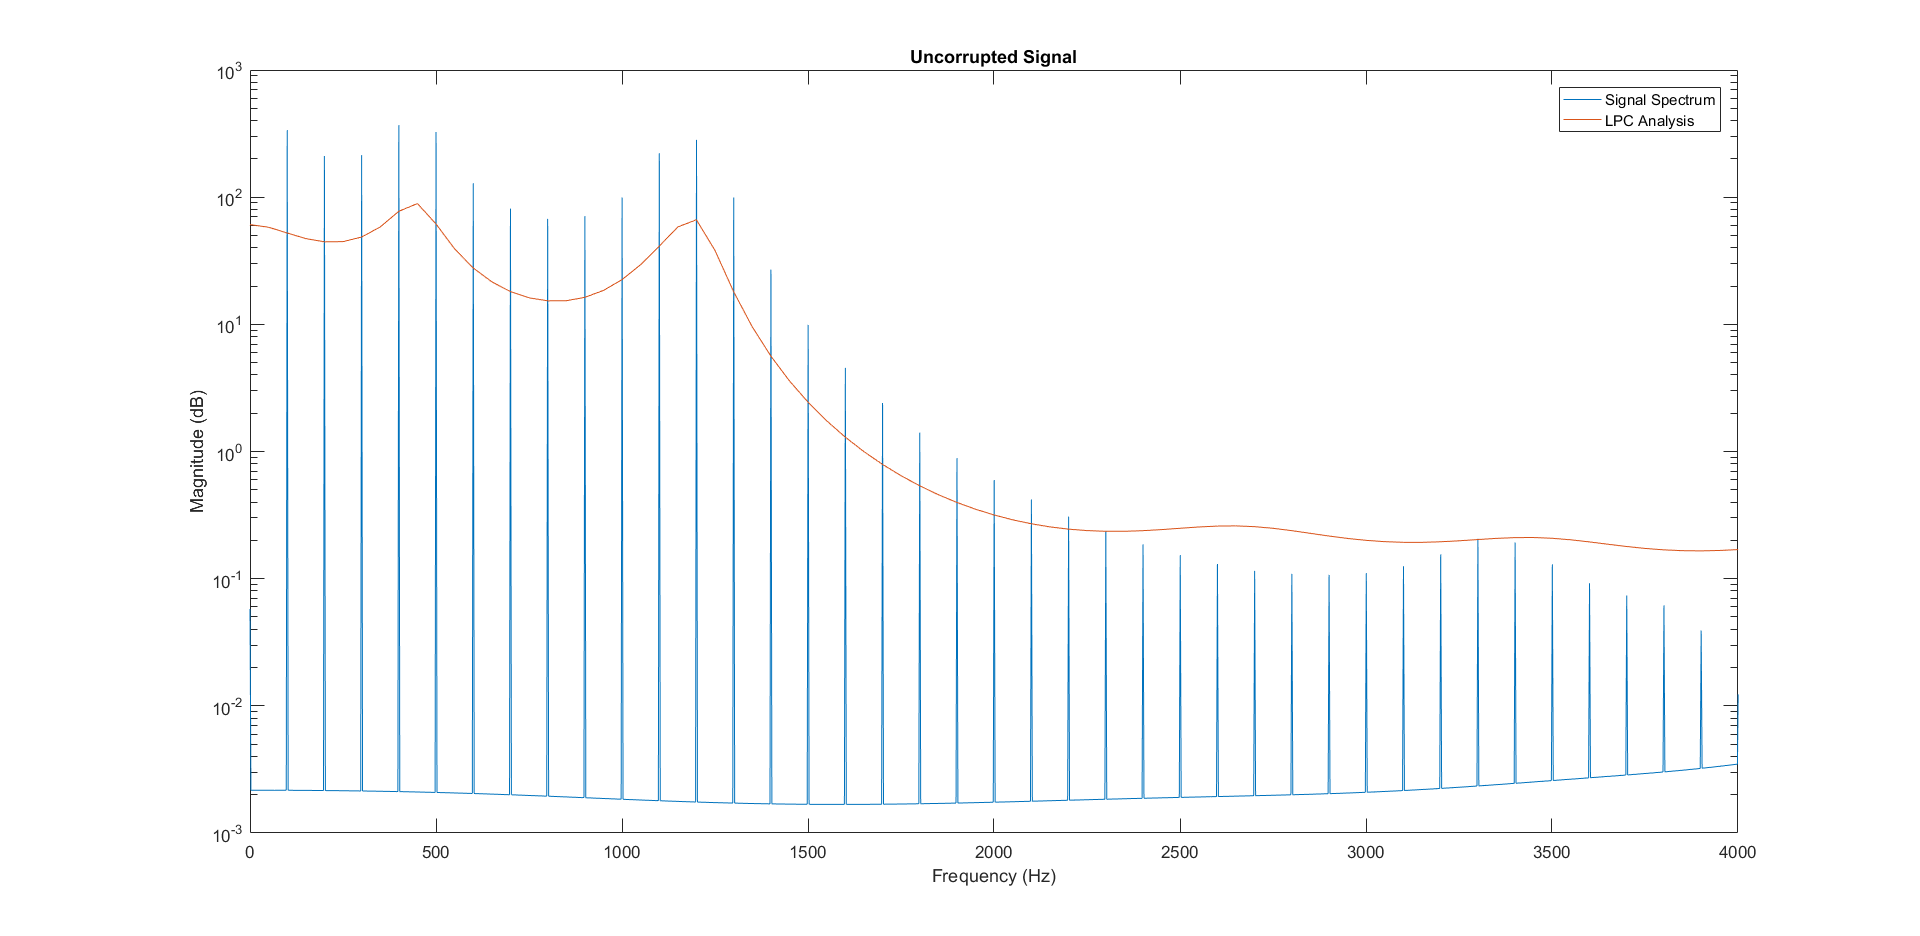 Uncorrupted Signal
Signal Spectrum
LPC Analysis
Magnitude (dB)
10^3
10^2
10^1
10^0
10^-1
10^-2
10^-3
0 500 1000 1500 2000 2500 3000 3500 4000
Frequency (Hz)